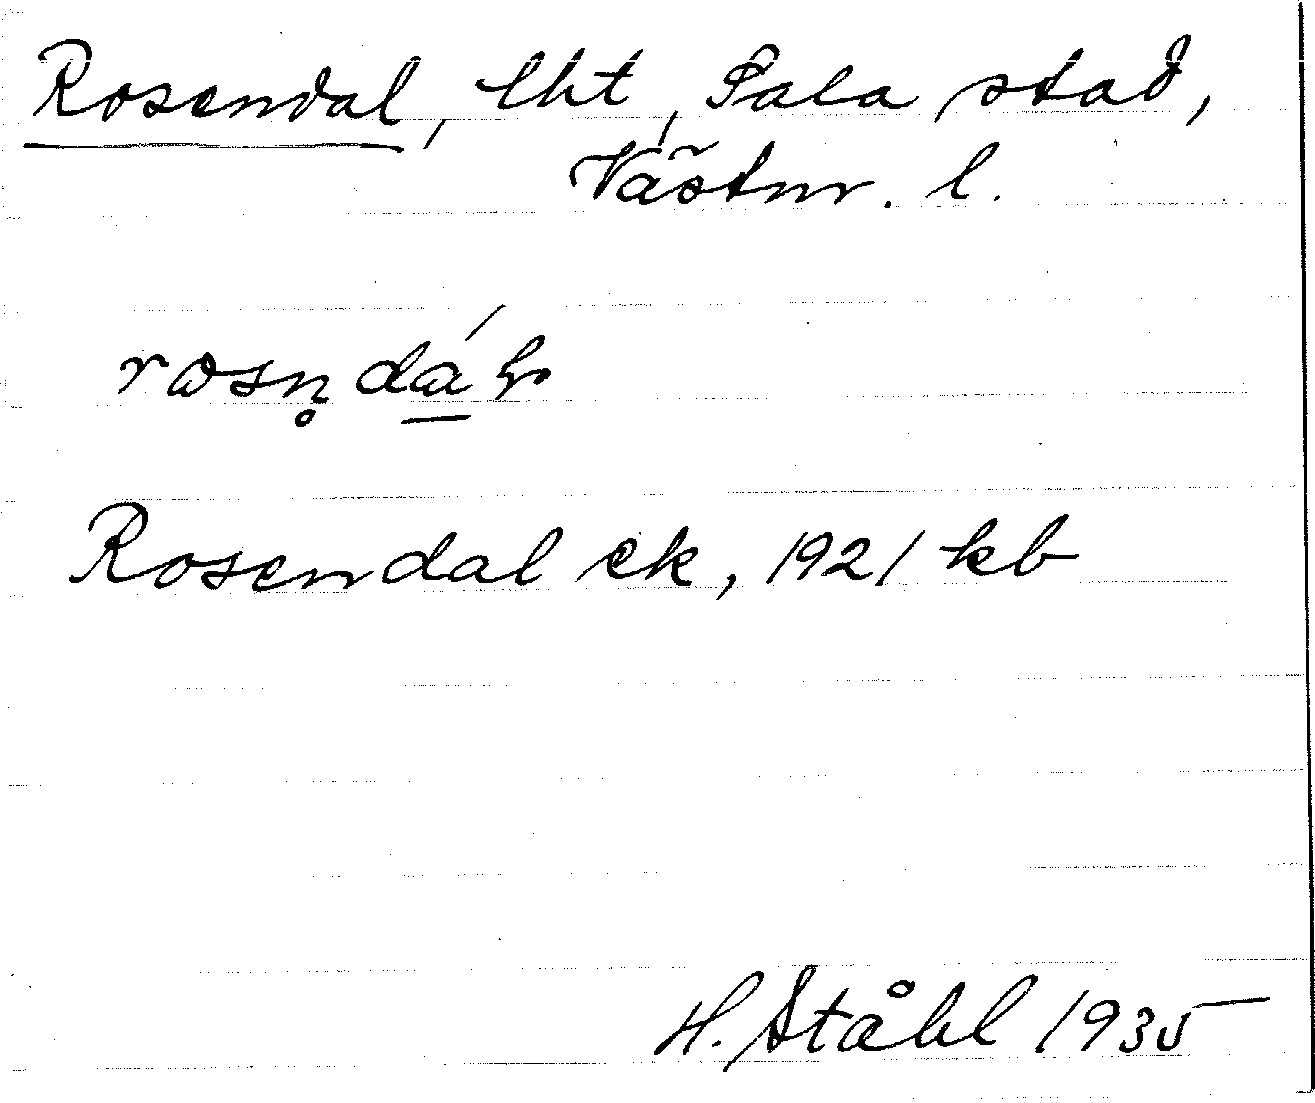 Rosendal, lht, Sala stad,
Västm. l.
rosn̥dá̱l
Rosendal ek, 1921 kb
H. Ståhl 1935